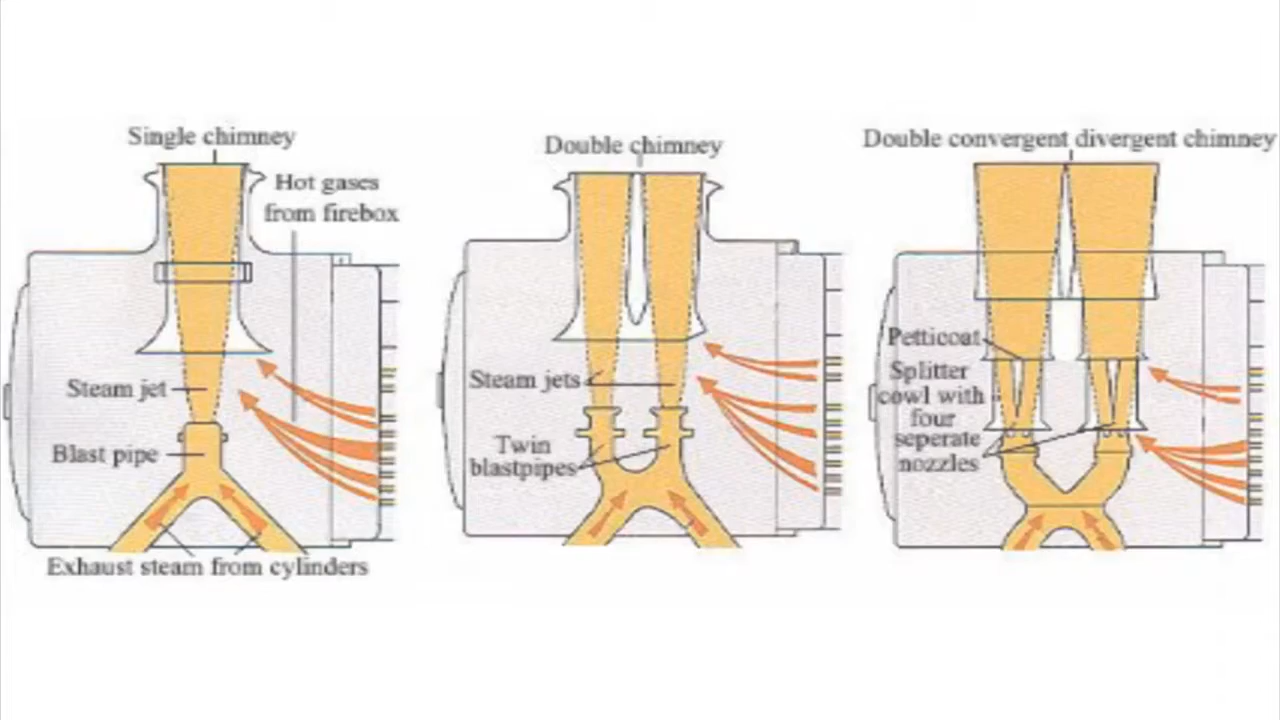 Single chimney
Hot gases
from firebox
Steam jet
Blast pipe
Exhaust steam from cylinders
Double chimney
Steam jets
Twin
blastpipes
Double convergent divergent chimney
Petticoat
Splitter
cowl with
four
seperate
nozzles